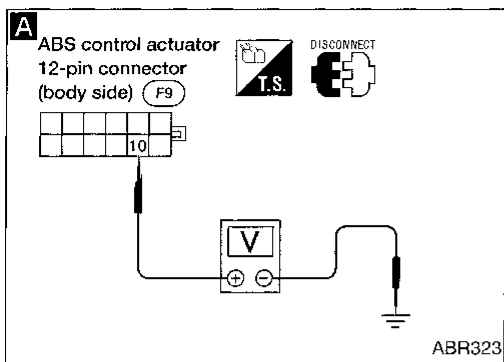 A
ABS control actuator
12-pin connector
(body side) F9
T.S.
DISCONNECT
10
V
+ −
ABR323